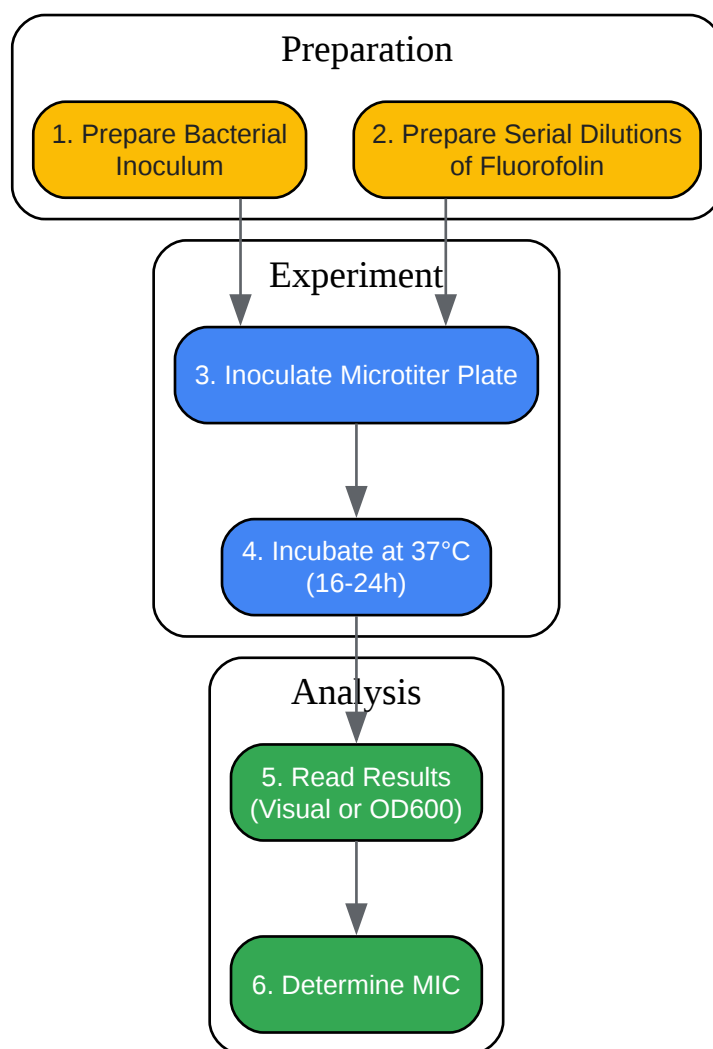 Preparation
1. Prepare Bacterial
Inoculum
2. Prepare Serial Dilutions
of Fluorofolin
Experiment
3. Inoculate Microtiter Plate
4. Incubate at 37°C
(16-24h)
Analysis
5. Read Results
(Visual or OD600)
6. Determine MIC